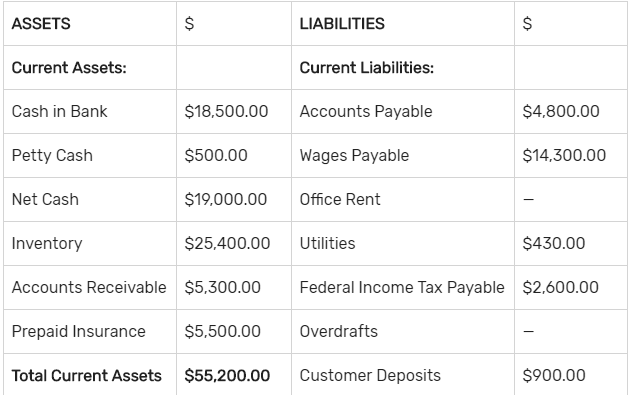 ASSETS $ LIABILITIES $
Current Assets: Current Liabilities:
Cash in Bank $18,500.00 Accounts Payable $4,800.00
Petty Cash $500.00 Wages Payable $14,300.00
Net Cash $19,000.00 Office Rent –
Inventory $25,400.00 Utilities $430.00
Accounts Receivable $5,300.00 Federal Income Tax Payable $2,600.00
Prepaid Insurance $5,500.00 Overdrafts –
Total Current Assets $55,200.00 Customer Deposits $900.00